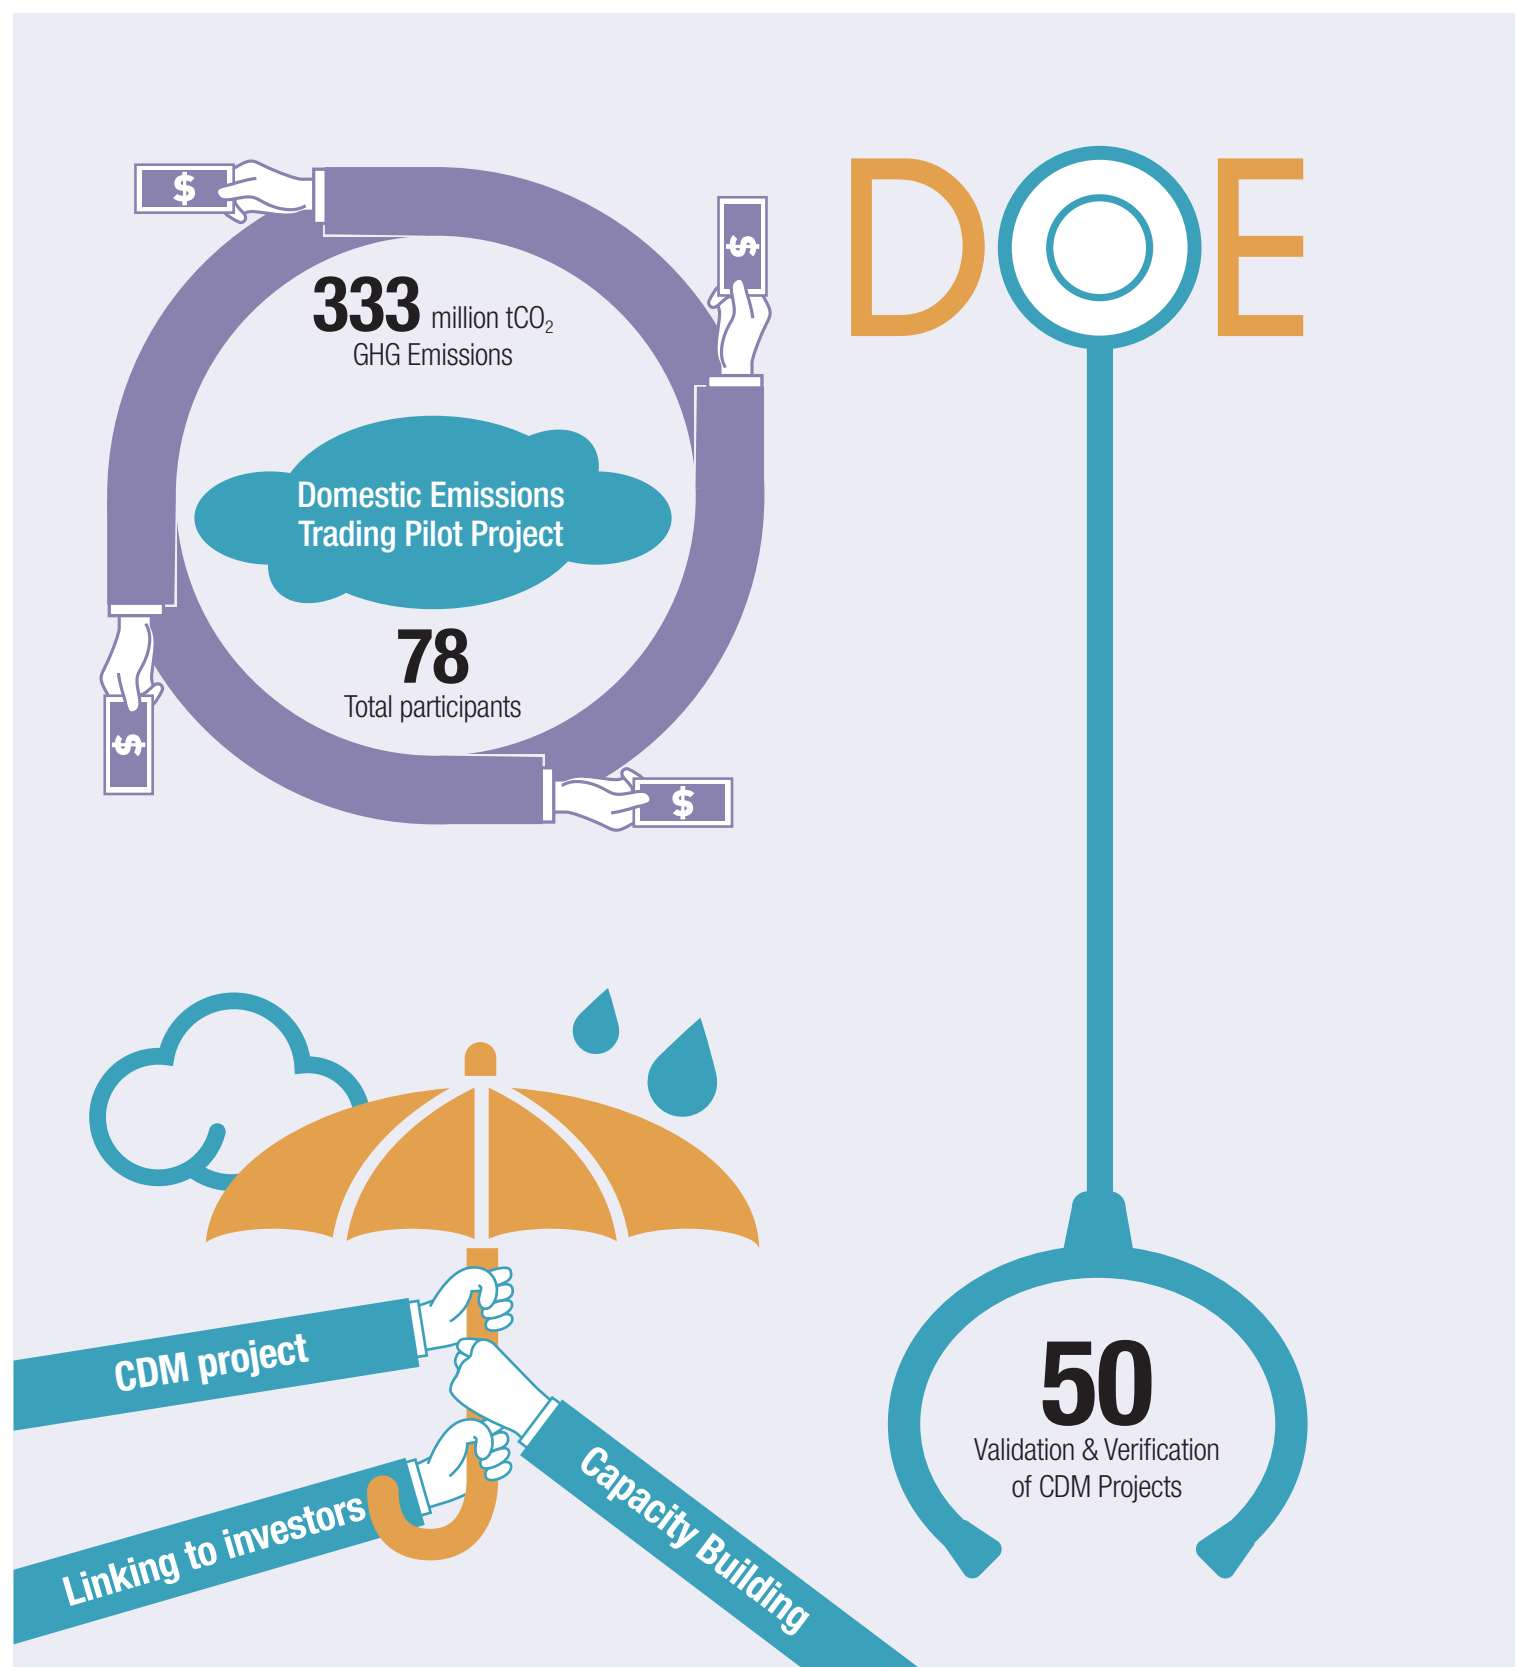 $
$
333 million tCO₂
GHG Emissions
Domestic Emissions
Trading Pilot Project
78
Total participants
$
$
DOE
CDM project
Linking to investors
Capacity Building
50
Validation & Verification
of CDM Projects